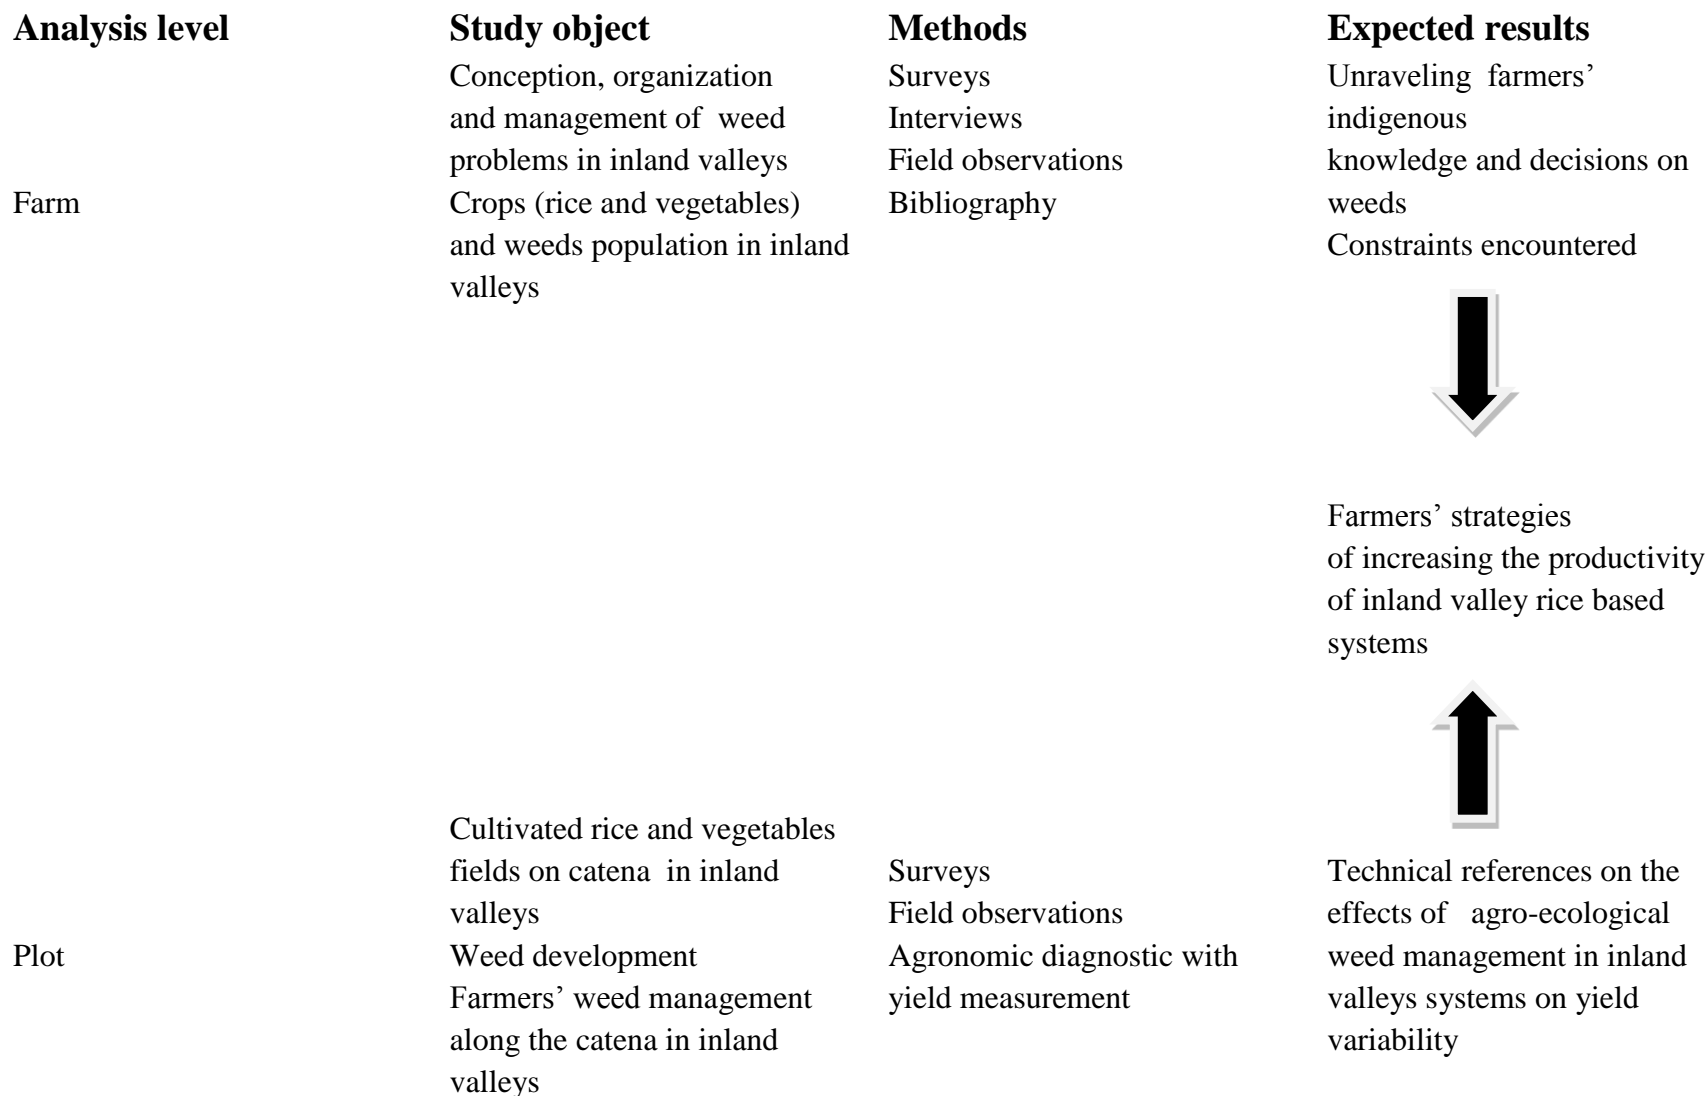 Analysis level
Study object
Methods
Expected results
Farm
Conception, organization
and management of weed
problems in inland valleys
Crops (rice and vegetables)
and weeds population in inland
valleys
Surveys
Interviews
Field observations
Bibliography
Unraveling farmers’
indigenous
knowledge and decisions on
weeds
Constraints encountered
Farmers’ strategies
of increasing the productivity
of inland valley rice based
systems
Plot
Cultivated rice and vegetables
fields on catena in inland
valleys
Weed development
Farmers’ weed management
along the catena in inland
valleys
Surveys
Field observations
Agronomic diagnostic with
yield measurement
Technical references on the
effects of agro-ecological
weed management in inland
valleys systems on yield
variability